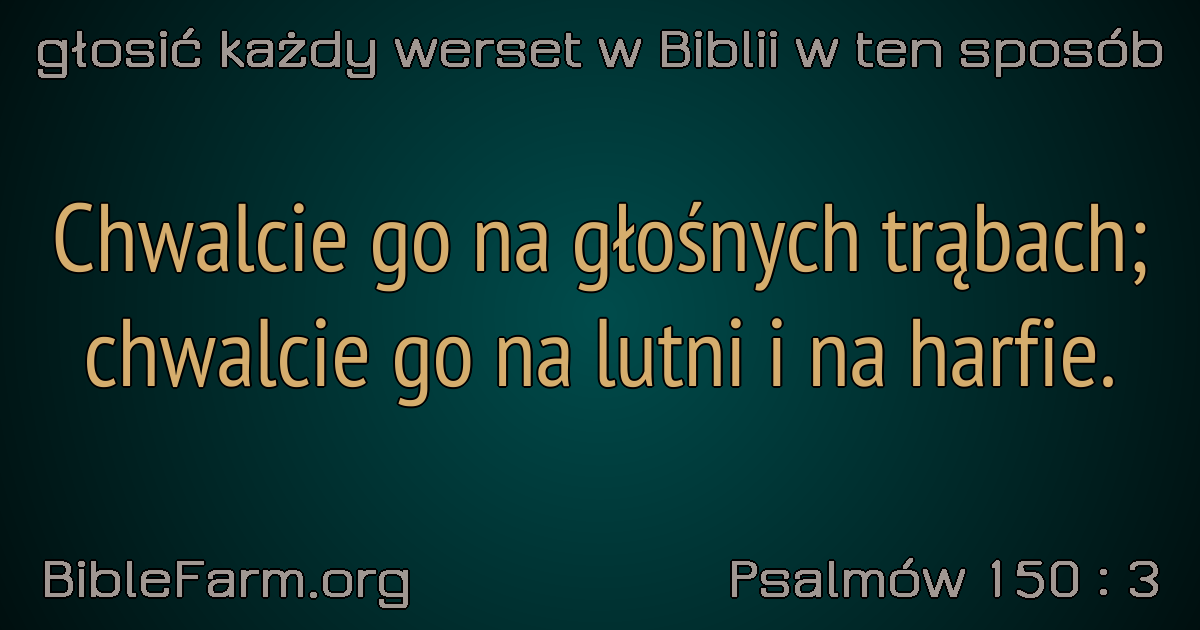 głosić każdy werset w Biblii w ten sposób
Chwalcie go na głośnych trąbach;
chwalcie go na lutni i na harfie.
BibleFarm.org
Psalmów 150 : 3